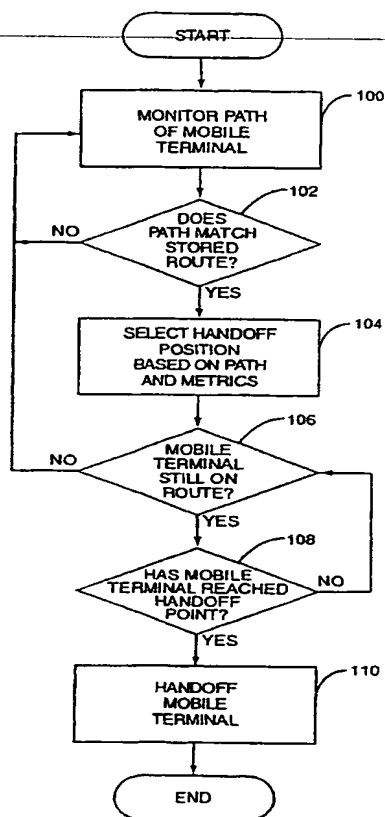 START
100
MONITOR PATH
OF MOBILE
TERMINAL
102
DOES
PATH MATCH
STORED
ROUTE?
NO
YES
104
SELECT HANDOFF
POSITION
BASED ON PATH
AND METRICS
106
MOBILE
TERMINAL
STILL ON
ROUTE?
NO
YES
108
HAS MOBILE
TERMINAL REACHED
HANDOFF
POINT?
NO
YES
110
HANDOFF
MOBILE
TERMINAL
END